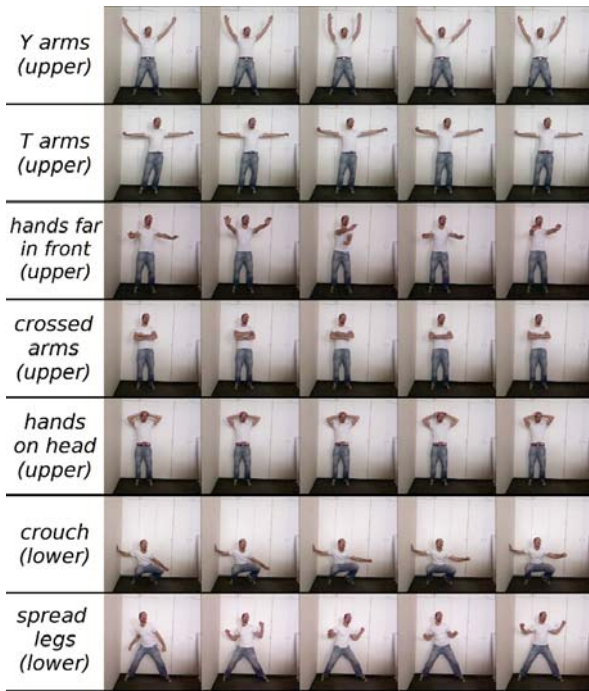 Y arms
(upper)
T arms
(upper)
hands far
in front
(upper)
crossed
arms
(upper)
hands
on head
(upper)
crouch
(lower)
spread
legs
(lower)